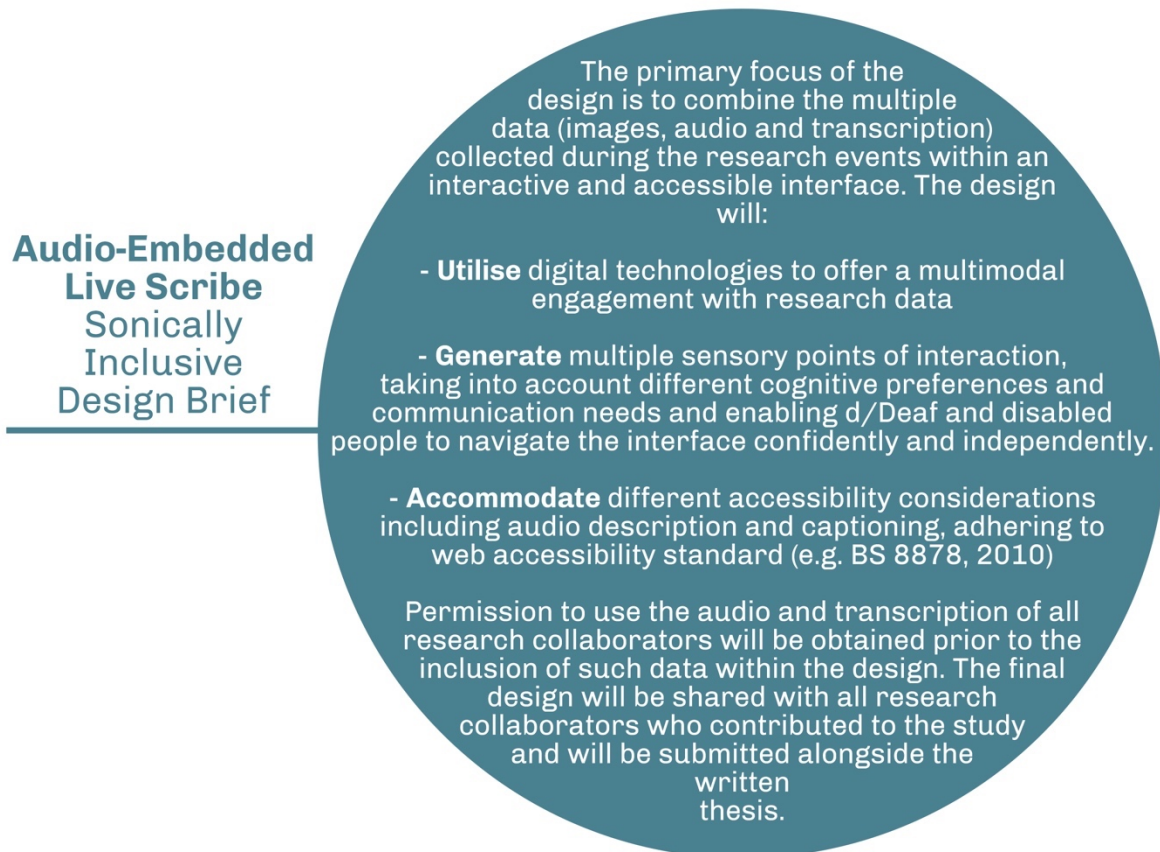 Audio-Embedded
Live Scribe
Sonically
Inclusive
Design Brief
The primary focus of the
design is to combine the multiple
data (images, audio and transcription)
collected during the research events within an
interactive and accessible interface. The design
will:
- Utilise digital technologies to offer a multimodal
engagement with research data
- Generate multiple sensory points of interaction,
taking into account different cognitive preferences and
communication needs and enabling d/Deaf and disabled
people to navigate the interface confidently and independently.
- Accommodate different accessibility considerations
including audio description and captioning, adhering to
web accessibility standard (e.g. BS 8878, 2010)
Permission to use the audio and transcription of all
research collaborators will be obtained prior to the
inclusion of such data within the design. The final
design will be shared with all research
collaborators who contributed to the study
and will be submitted alongside the
written
thesis.